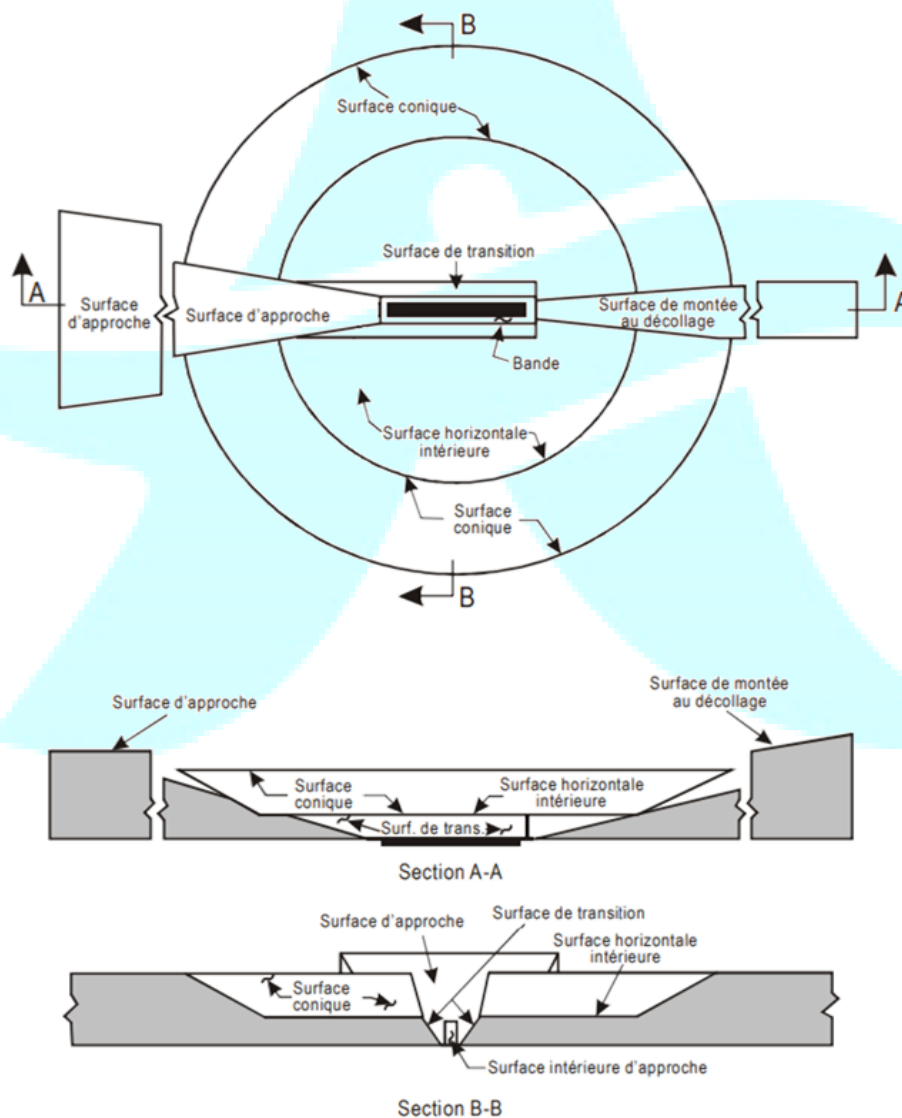 B
Surface conique
Surface de transition
A
A
Surface
d'approche
Surface d'approche
Surface de montée
au décollage
Bande
Surface horizontale
intérieure
Surface
conique
B
Surface de montée
au décollage
Surface d'approche
Surface
conique
Surface horizontale
intérieure
Surf. de trans.
Section A-A
Surface de transition
Surface d'approche
Surface horizontale
intérieure
Surface
conique
Surface intérieure d'approche
Section B-B